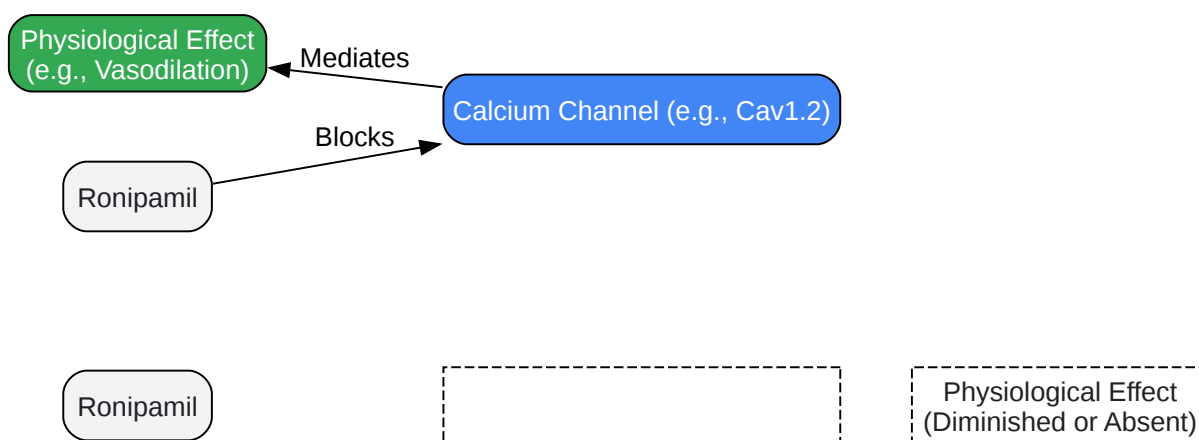 Physiological Effect
(e.g., Vasodilation)
Mediates
Calcium Channel (e.g., Cav1.2)
Blocks
Ronipamil
Ronipamil
Physiological Effect
(Diminished or Absent)